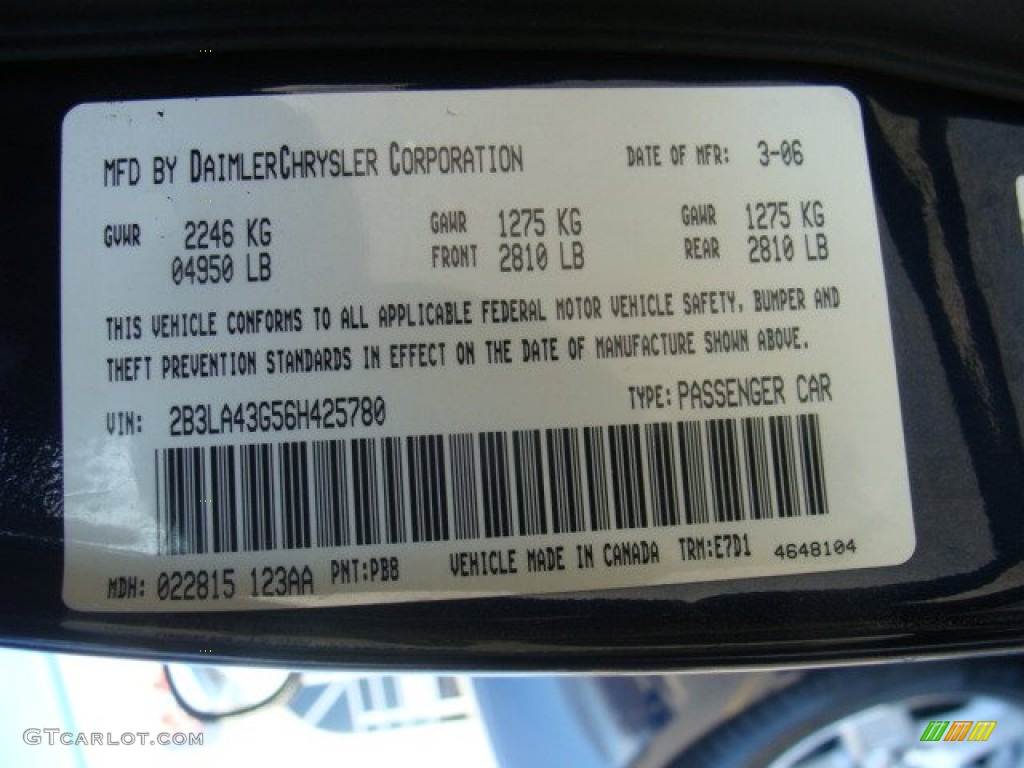 MFD BY DAIMLERCHRYSLER CORPORATION DATE OF MFR: 3-06
GVWR 2246 KG GAWR 1275 KG GAWR 1275 KG
04950 LB FRONT 2810 LB REAR 2810 LB
THIS VEHICLE CONFORMS TO ALL APPLICABLE FEDERAL MOTOR VEHICLE SAFETY, BUMPER AND
THEFT PREVENTION STANDARDS IN EFFECT ON THE DATE OF MANUFACTURE SHOWN ABOVE.
VIN: 2B3LA43G56H425780 TYPE: PASSENGER CAR
MDH: 022815 123AA PNT:PB8 VEHICLE MADE IN CANADA TRM:E7D1 4648104
GTCARLOT.COM